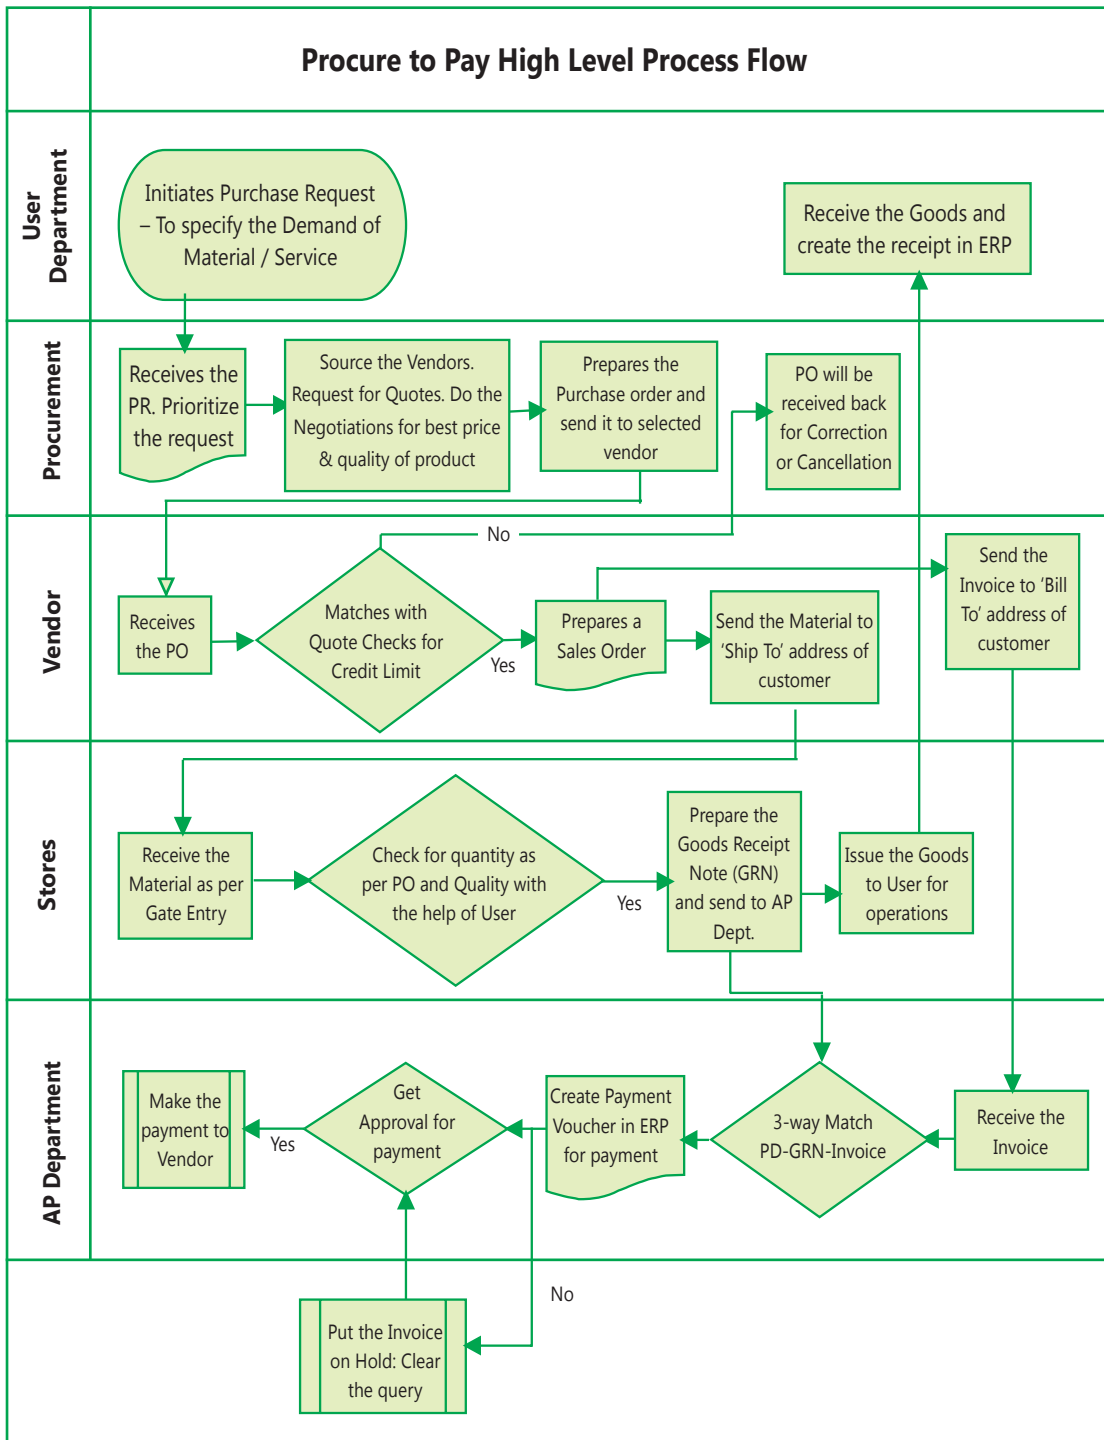 Procure to Pay High Level Process Flow
User
Department
Initiates Purchase Request
– To specify the Demand of
Material / Service
Receive the Goods and
create the receipt in ERP
Procurement
Receives the
PR. Prioritize
the request
Source the Vendors.
Request for Quotes. Do the
Negotiations for best price
& quality of product
Prepares the
Purchase order and
send it to selected
vendor
PO will be
received back
for Correction
or Cancellation
Vendor
Receives
the PO
No
Matches with
Quote Checks for
Credit Limit
Yes
Prepares a
Sales Order
Send the Material to
'Ship To' address of
customer
Send the
Invoice to 'Bill
To' address of
customer
Stores
Receive the
Material as per
Gate Entry
Check for quantity as
per PO and Quality with
the help of User
Yes
Prepare the
Goods Receipt
Note (GRN)
and send to AP
Dept.
Issue the Goods
to User for
operations
AP Department
Make the
payment to
Vendor
Yes
Get
Approval for
payment
Create Payment
Voucher in ERP
for payment
3-way Match
PD-GRN-Invoice
Receive the
Invoice
No
Put the Invoice
on Hold: Clear
the query